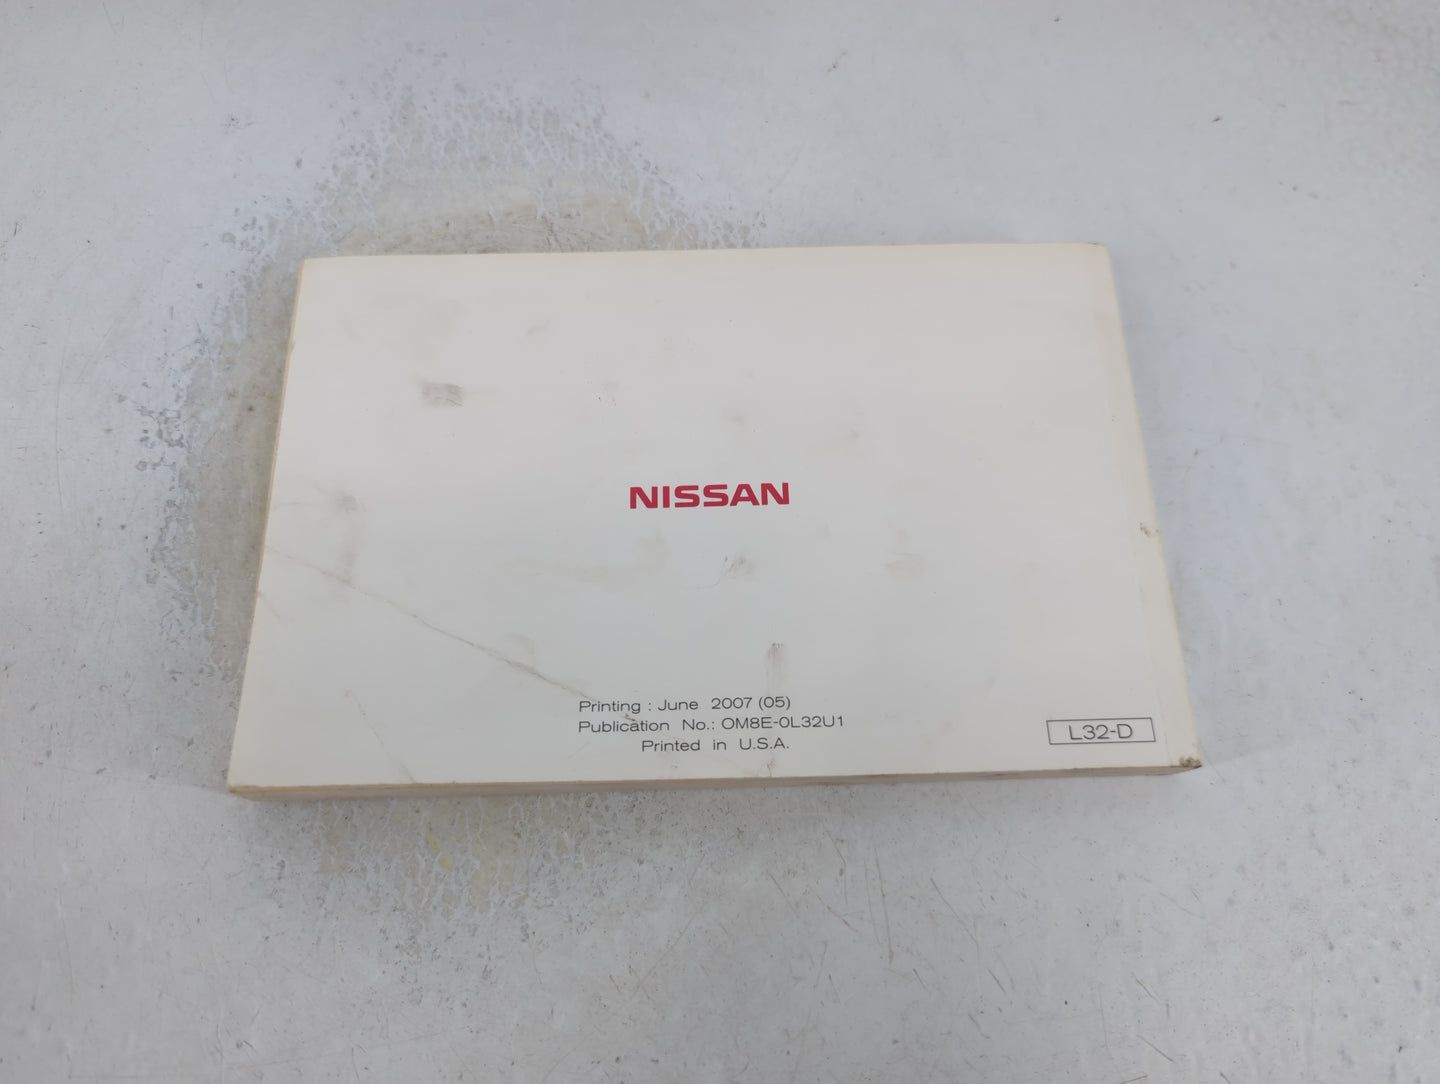 NISSAN
Printing : June 2007 (05)
Publication No.: OM8E-0L32U1
Printed in U.S.A.
L32-D